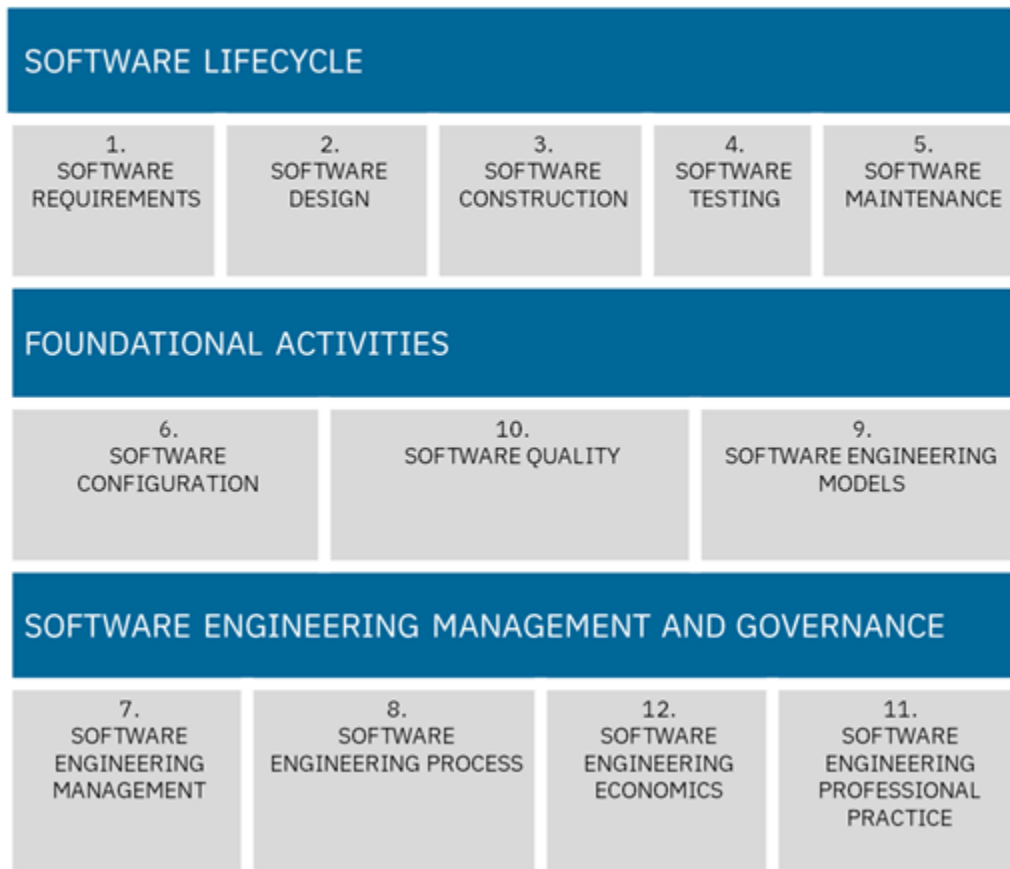 SOFTWARE LIFECYCLE
1.
SOFTWARE
REQUIREMENTS
2.
SOFTWARE
DESIGN
3.
SOFTWARE
CONSTRUCTION
4.
SOFTWARE
TESTING
5.
SOFTWARE
MAINTENANCE
FOUNDATIONAL ACTIVITIES
6.
SOFTWARE
CONFIGURATION
10.
SOFTWARE QUALITY
9.
SOFTWARE ENGINEERING
MODELS
SOFTWARE ENGINEERING MANAGEMENT AND GOVERNANCE
7.
SOFTWARE
ENGINEERING
MANAGEMENT
8.
SOFTWARE
ENGINEERING PROCESS
12.
SOFTWARE
ENGINEERING
ECONOMICS
11.
SOFTWARE
ENGINEERING
PROFESSIONAL
PRACTICE